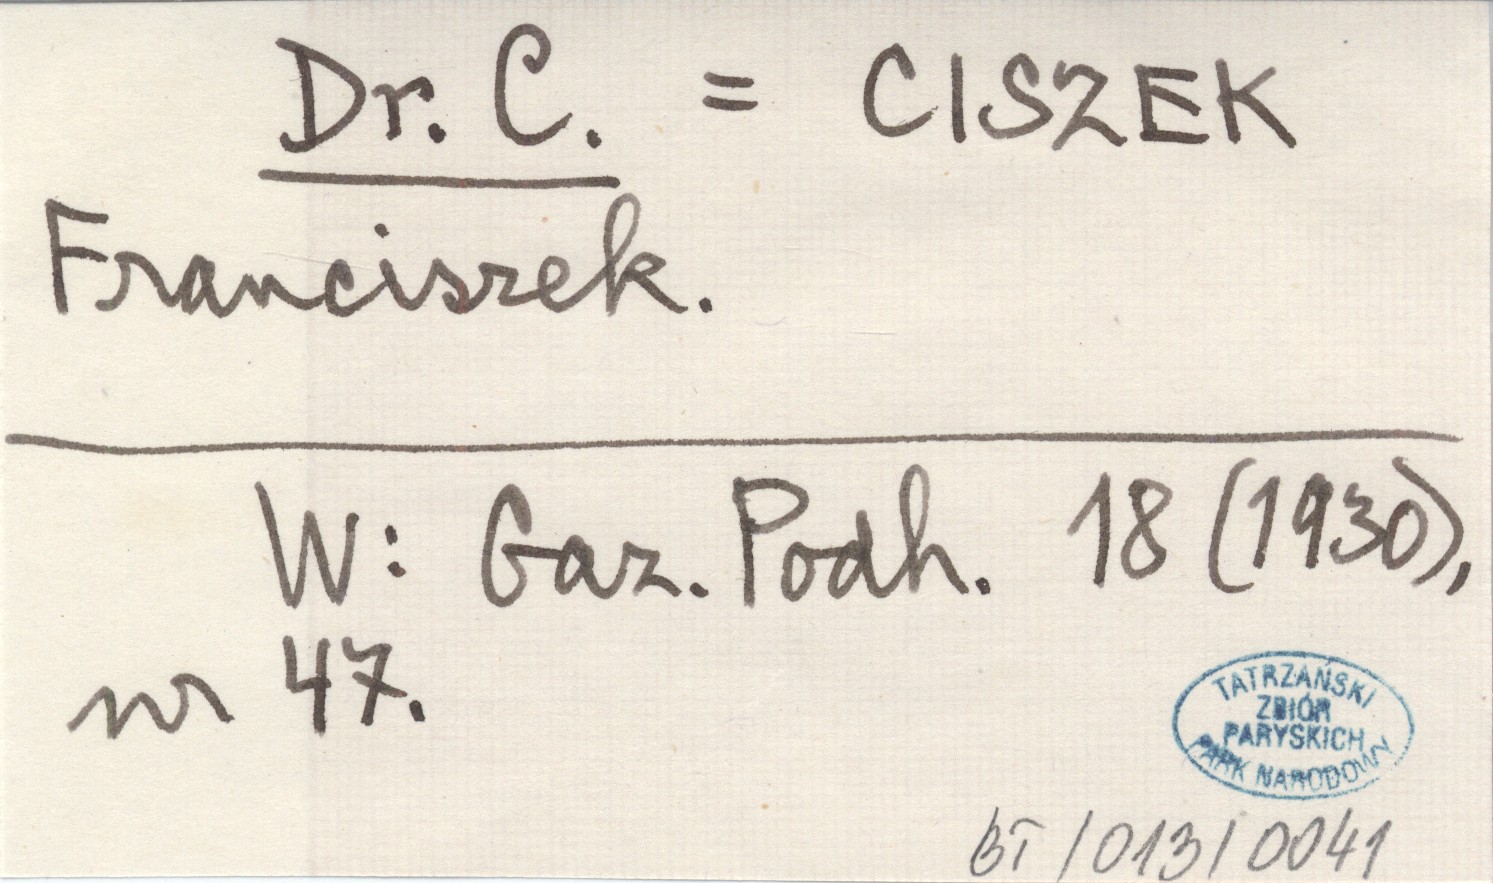 Dr. C. = CISZEK
Franciszek.
W: Gaz. Podh. 18 (1930),
nr 47.
TATRZAŃSKI
ZBIÓR
PARYSKICH
PARK NARODOWY
BT/013/0041